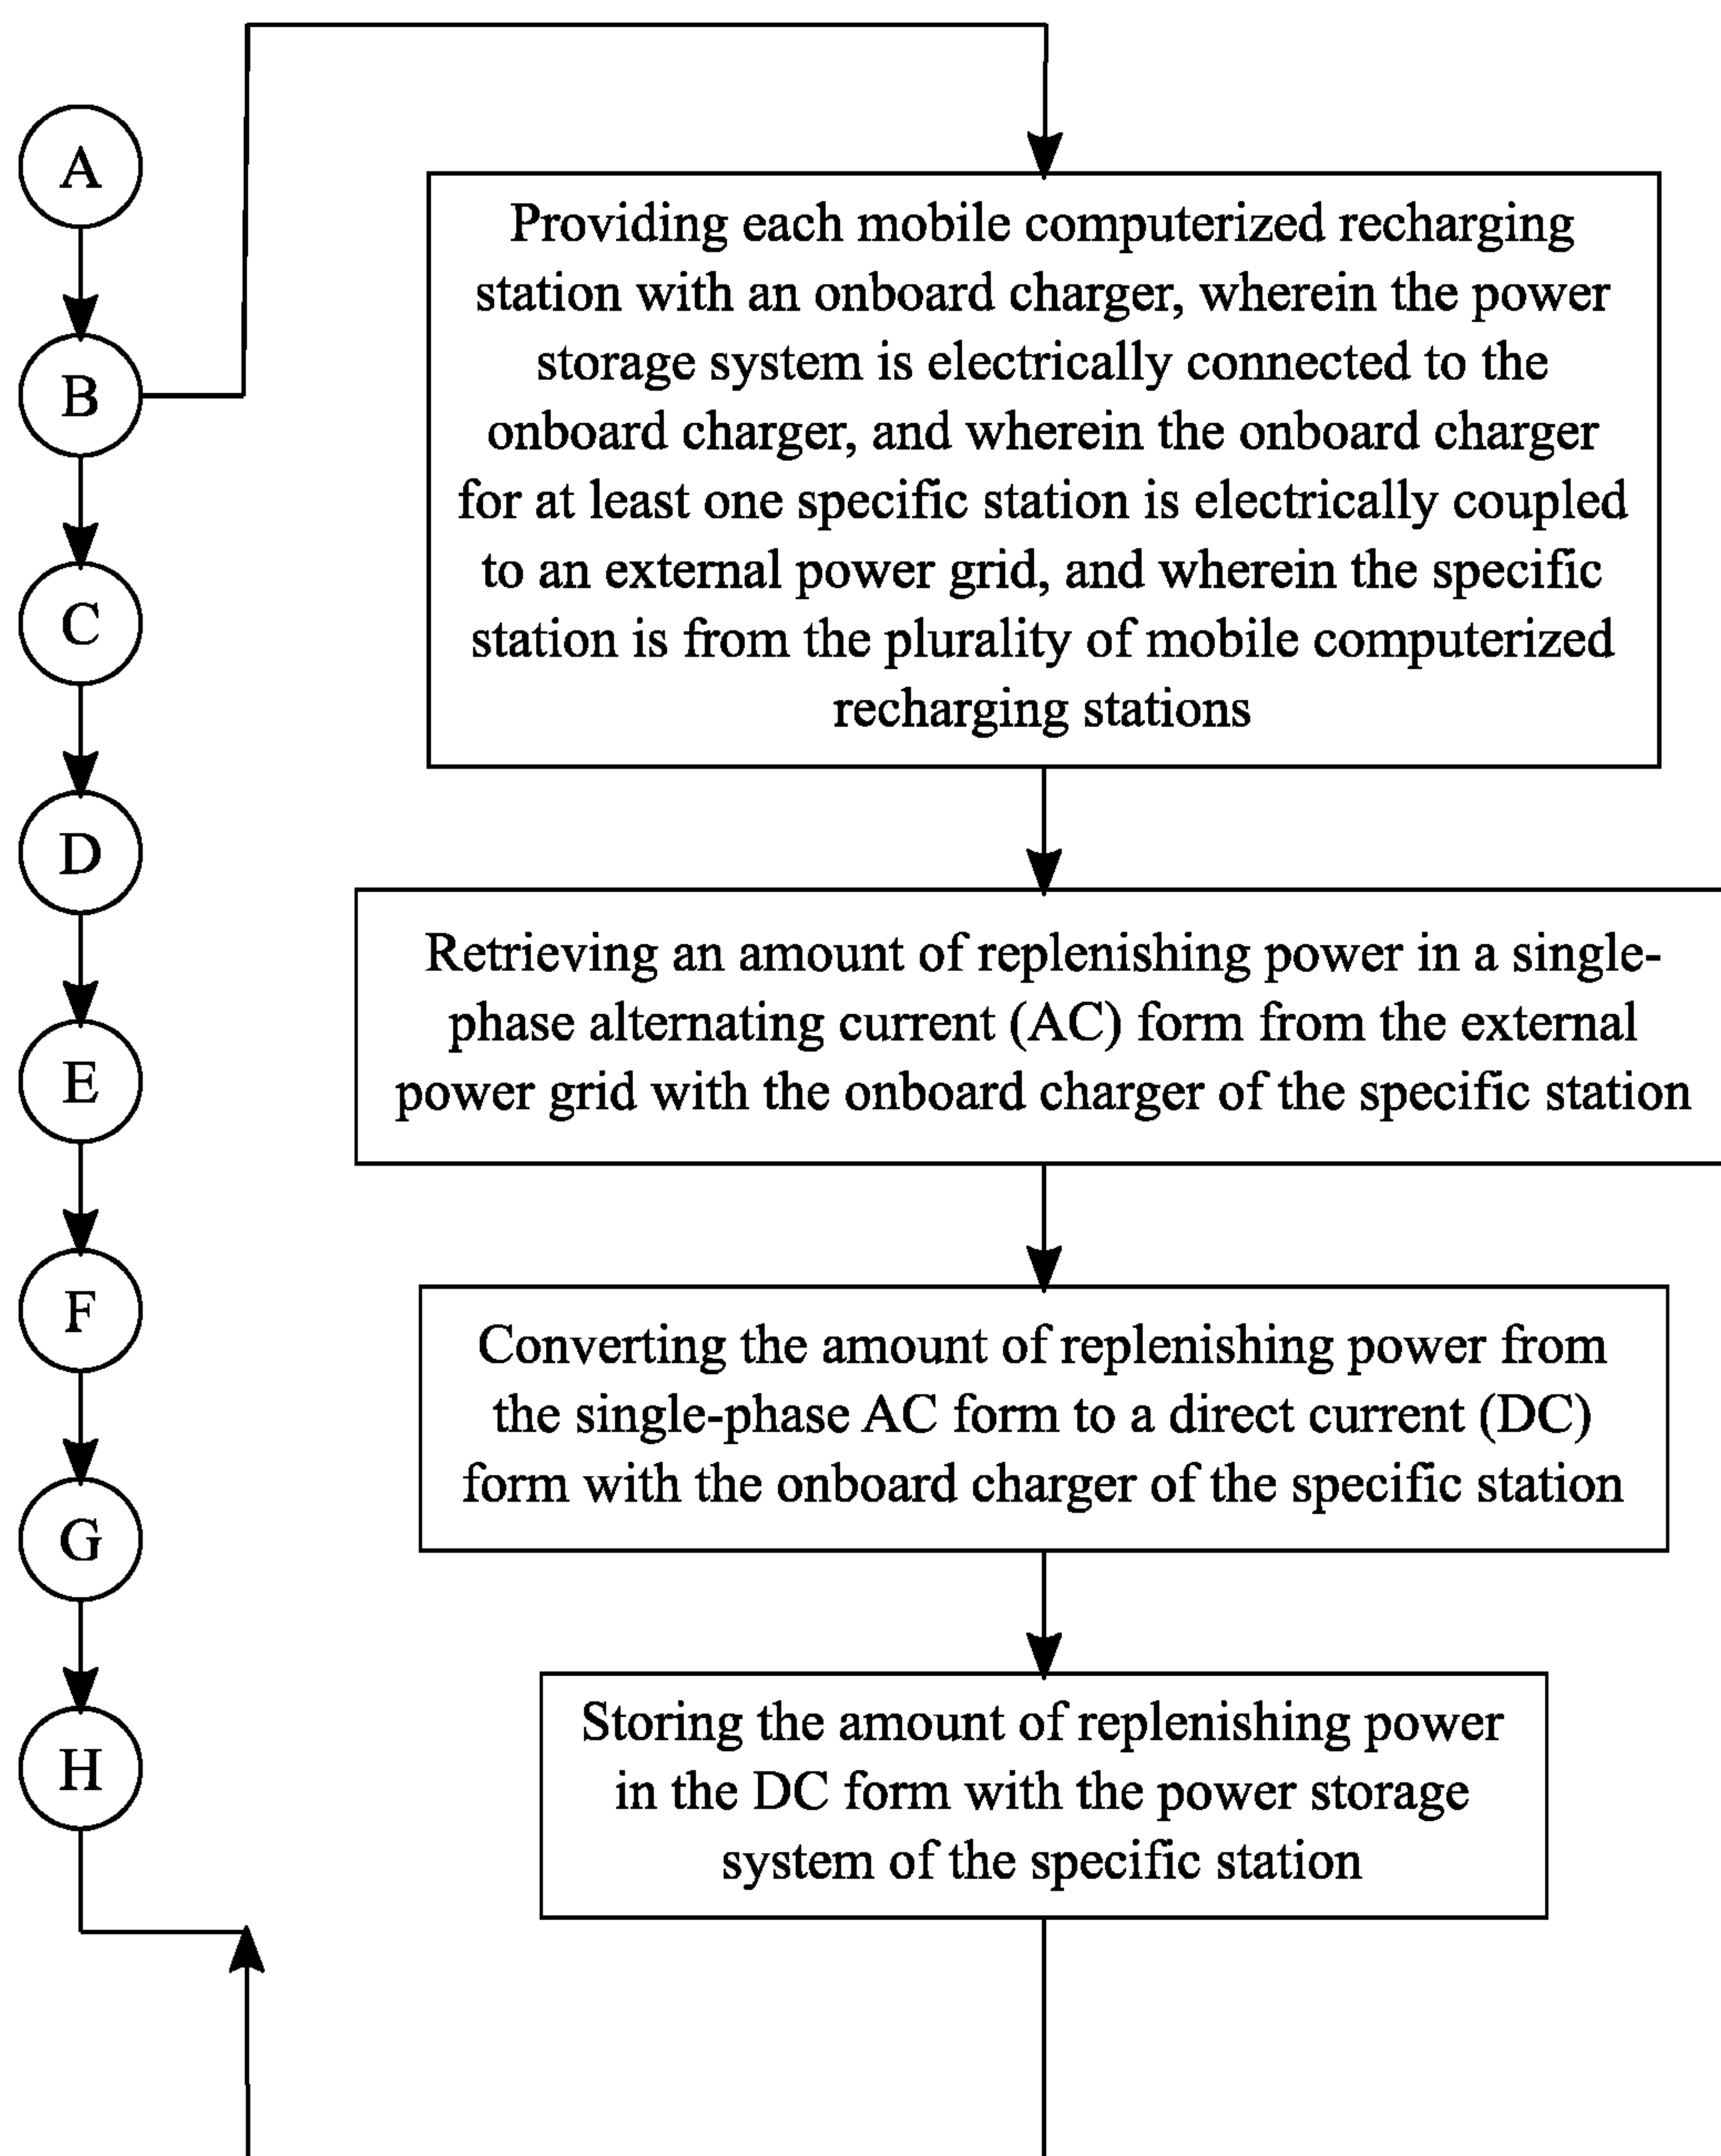 A
B
C
D
E
F
G
H
Providing each mobile computerized recharging
station with an onboard charger, wherein the power
storage system is electrically connected to the
onboard charger, and wherein the onboard charger
for at least one specific station is electrically coupled
to an external power grid, and wherein the specific
station is from the plurality of mobile computerized
recharging stations
Retrieving an amount of replenishing power in a single-
phase alternating current (AC) form from the external
power grid with the onboard charger of the specific station
Converting the amount of replenishing power from
the single-phase AC form to a direct current (DC)
form with the onboard charger of the specific station
Storing the amount of replenishing power
in the DC form with the power storage
system of the specific station